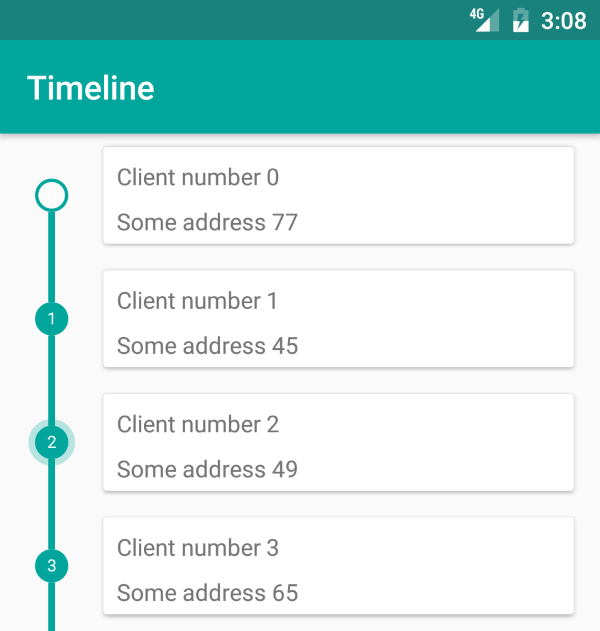 4G 3:08
Timeline
Client number 0
Some address 77
1
Client number 1
Some address 45
2
Client number 2
Some address 49
3
Client number 3
Some address 65